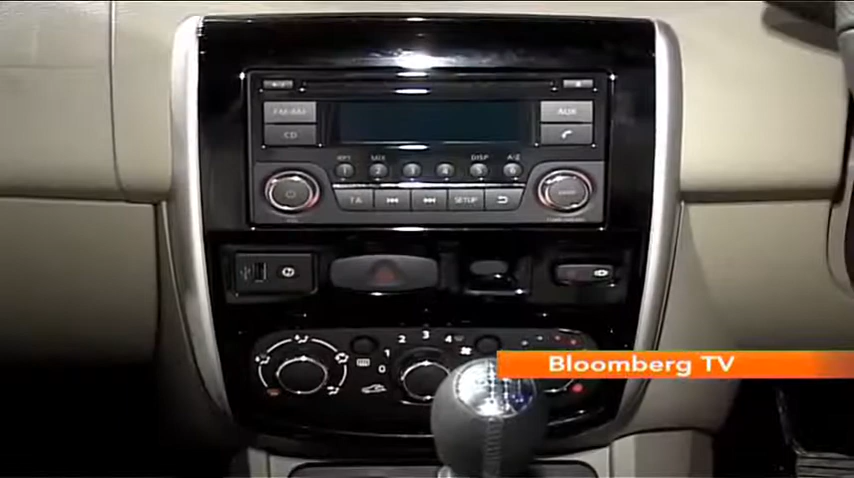 FM·AM
AUX
CD
RPT MIX DISP A-Z
1 2 3 4 5 6
TA SETUP
2 3 4
1
0
Bloomberg TV